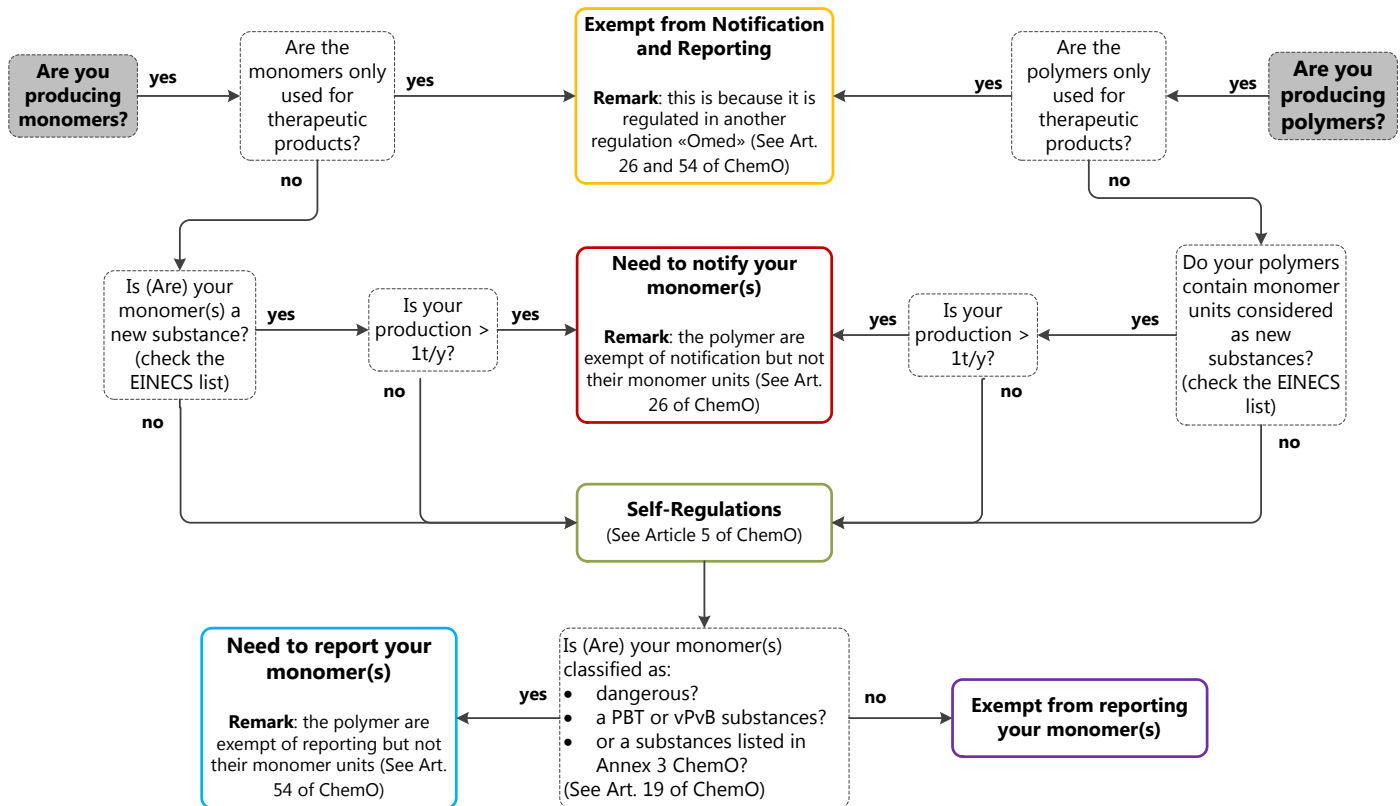 Are you
producing
monomers?
yes
Are the
monomers only
used for
therapeutic
products?
yes
Exempt from Notification
and Reporting
Remark: this is because it is
regulated in another
regulation «Omed» (See Art.
26 and 54 of ChemO)
yes
Are the
polymers only
used for
therapeutic
products?
yes
Are you
producing
polymers?
no
no
Is (Are) your
monomer(s) a
new substance?
(check the
EINECS list)
yes
Is your
production >
1t/y?
yes
Need to notify your
monomer(s)
Remark: the polymer are
exempt of notification but not
their monomer units (See Art.
26 of ChemO)
yes
Is your
production >
1t/y?
yes
Do your polymers
contain monomer
units considered
as new
substances?
(check the EINECS
list)
no
no
no
no
Self-Regulations
(See Article 5 of ChemO)
Need to report your
monomer(s)
Remark: the polymer are
exempt of reporting but not
their monomer units (See Art.
54 of ChemO)
yes
Is (Are) your monomer(s)
classified as:
• dangerous?
• a PBT or vPvB substances?
• or a substances listed in
Annex 3 ChemO?
(See Art. 19 of ChemO)
no
Exempt from reporting
your monomer(s)